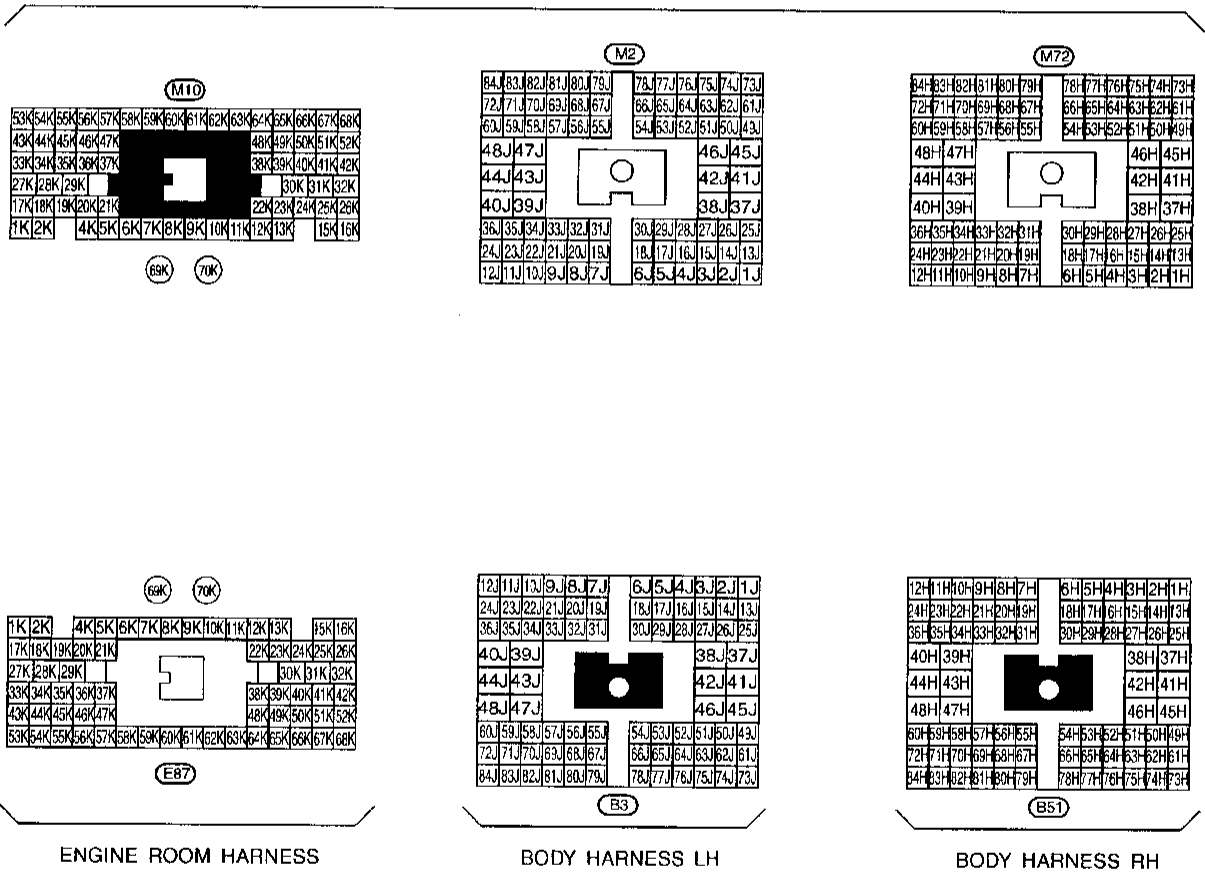 M10
53K 54K 55K 56K 57K 58K 59K 60K 61K 62K 63K 64K 65K 66K 67K 68K
43K 44K 45K 46K 47K 48K 49K 50K 51K 52K
33K 34K 35K 36K 37K 38K 39K 40K 41K 42K
27K 28K 29K 30K 31K 32K
17K 18K 19K 20K 21K 22K 23K 24K 25K 26K
1K 2K 4K 5K 6K 7K 8K 9K 10K 11K 12K 13K 15K 16K
69K 70K
M2
84J 83J 82J 81J 80J 79J 78J 77J 76J 75J 74J 73J
72J 71J 70J 69J 68J 67J 66J 65J 64J 63J 62J 61J
60J 59J 58J 57J 56J 55J 54J 53J 52J 51J 50J 49J
48J 47J 46J 45J
44J 43J 42J 41J
40J 39J 38J 37J
36J 35J 34J 33J 32J 31J 30J 29J 28J 27J 26J 25J
24J 23J 22J 21J 20J 19J 18J 17J 16J 15J 14J 13J
12J 11J 10J 9J 8J 7J 6J 5J 4J 3J 2J 1J
M72
84H 83H 82H 81H 80H 79H 78H 77H 76H 75H 74H 73H
72H 71H 70H 69H 68H 67H 66H 65H 64H 63H 62H 61H
60H 59H 58H 57H 56H 55H 54H 53H 52H 51H 50H 49H
48H 47H 46H 45H
44H 43H 42H 41H
40H 39H 38H 37H
36H 35H 34H 33H 32H 31H 30H 29H 28H 27H 26H 25H
24H 23H 22H 21H 20H 19H 18H 17H 16H 15H 14H 13H
12H 11H 10H 9H 8H 7H 6H 5H 4H 3H 2H 1H
69K 70K
1K 2K 4K 5K 6K 7K 8K 9K 10K 11K 12K 13K 15K 16K
17K 18K 19K 20K 21K 22K 23K 24K 25K 26K
27K 28K 29K 30K 31K 32K
33K 34K 35K 36K 37K 38K 39K 40K 41K 42K
43K 44K 45K 46K 47K 48K 49K 50K 51K 52K
53K 54K 55K 56K 57K 58K 59K 60K 61K 62K 63K 64K 65K 66K 67K 68K
E87
ENGINE ROOM HARNESS
12J 11J 10J 9J 8J 7J 6J 5J 4J 3J 2J 1J
24J 23J 22J 21J 20J 19J 18J 17J 16J 15J 14J 13J
36J 35J 34J 33J 32J 31J 30J 29J 28J 27J 26J 25J
40J 39J 38J 37J
44J 43J 42J 41J
48J 47J 46J 45J
60J 59J 58J 57J 56J 55J 54J 53J 52J 51J 50J 49J
72J 71J 70J 69J 68J 67J 66J 65J 64J 63J 62J 61J
84J 83J 82J 81J 80J 79J 78J 77J 76J 75J 74J 73J
B3
BODY HARNESS LH
12H 11H 10H 9H 8H 7H 6H 5H 4H 3H 2H 1H
24H 23H 22H 21H 20H 19H 18H 17H 16H 15H 14H 13H
36H 35H 34H 33H 32H 31H 30H 29H 28H 27H 26H 25H
40H 39H 38H 37H
44H 43H 42H 41H
48H 47H 46H 45H
60H 59H 58H 57H 56H 55H 54H 53H 52H 51H 50H 49H
72H 71H 70H 69H 68H 67H 66H 65H 64H 63H 62H 61H
84H 83H 82H 81H 80H 79H 78H 77H 76H 75H 74H 73H
B51
BODY HARNESS RH